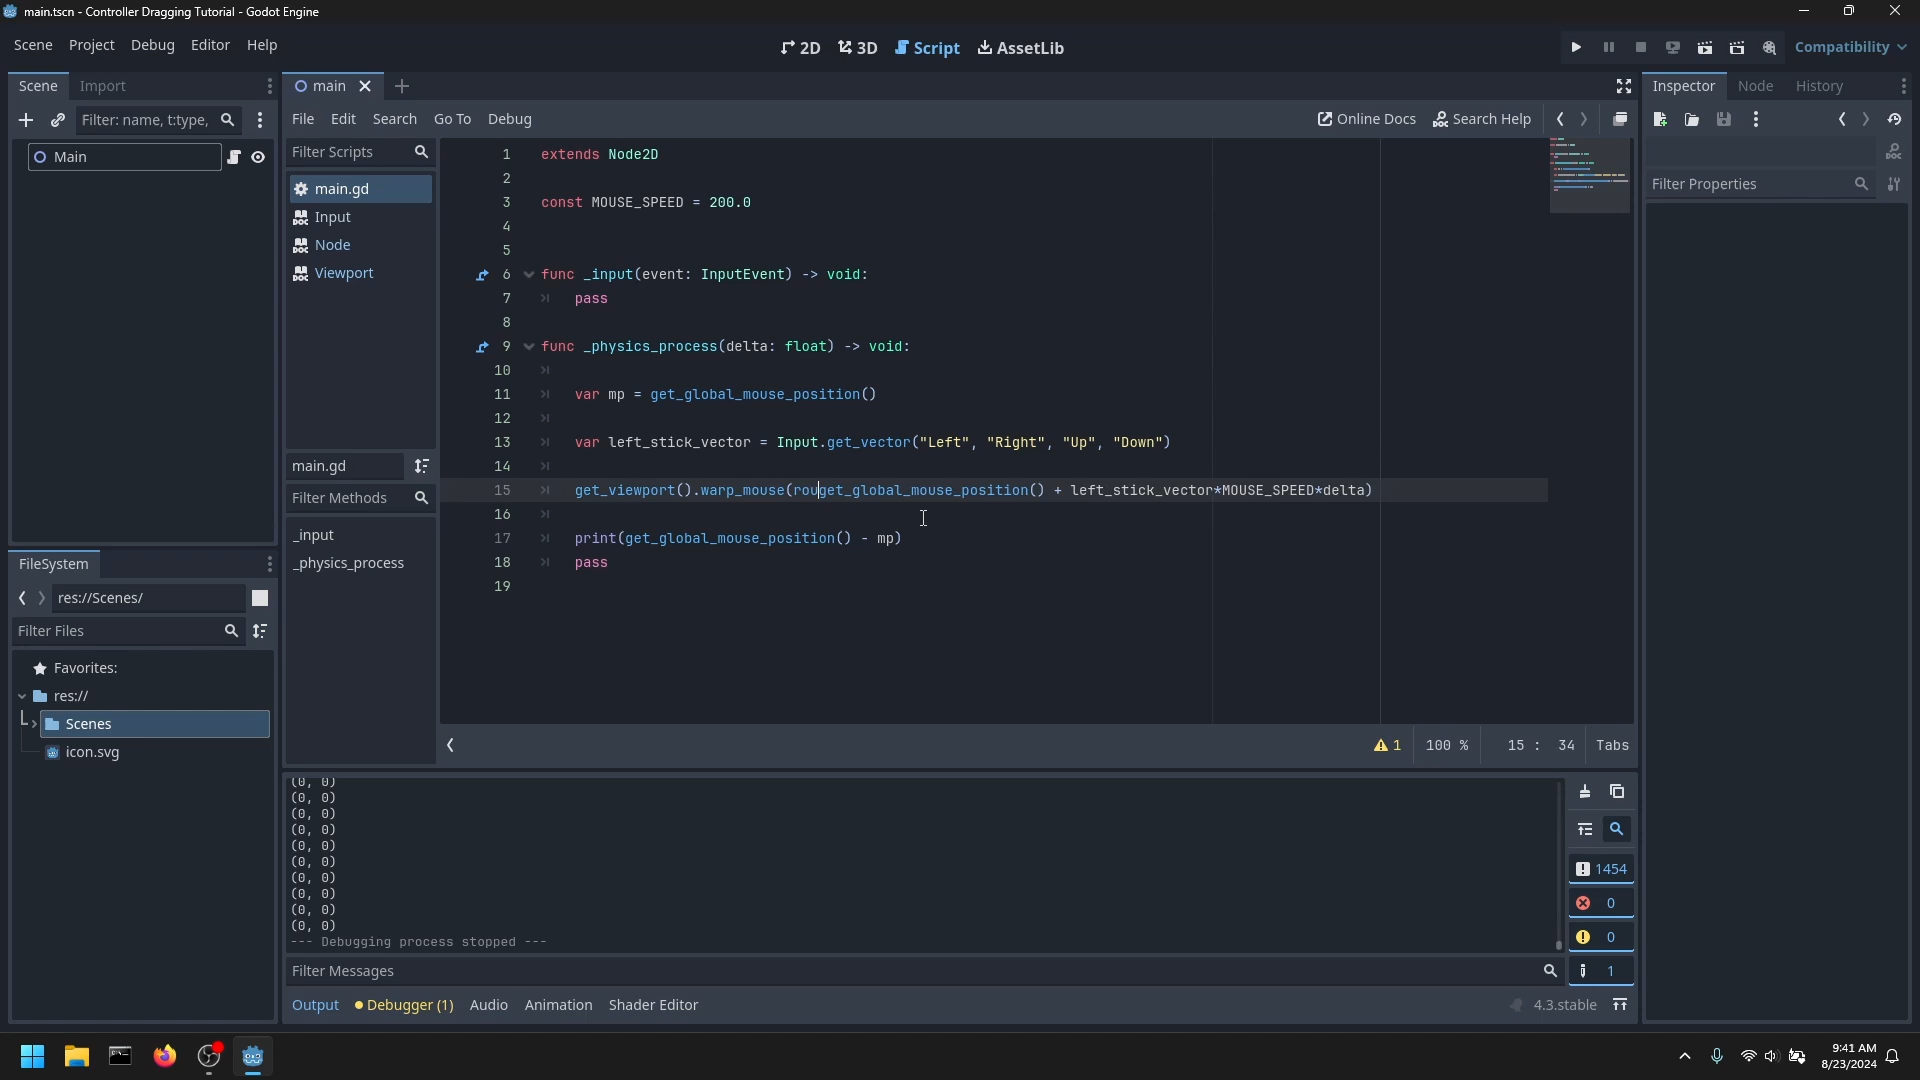 main.tscn - Controller Dragging Tutorial - Godot Engine
Scene Project Debug Editor Help
2D 3D Script AssetLib
Compatibility
Scene Import
main
Inspector Node History
Filter: name, t:type,
File Edit Search Go To Debug
Online Docs Search Help
Main
Filter Scripts
main.gd
Input
Node
Viewport
main.gd
Filter Methods
_input
_physics_process
Filter Properties
1 extends Node2D
2
3 const MOUSE_SPEED = 200.0
4
5
6 func _input(event: InputEvent) -> void:
7 pass
8
9 func _physics_process(delta: float) -> void:
10
11 var mp = get_global_mouse_position()
12
13 var left_stick_vector = Input.get_vector("Left", "Right", "Up", "Down")
14
15 get_viewport().warp_mouse(rouget_global_mouse_position() + left_stick_vector*MOUSE_SPEED*delta)
16
17 print(get_global_mouse_position() - mp)
18 pass
19
1 100 % 15 : 34 Tabs
FileSystem
res://Scenes/
Filter Files
Favorites:
res://
Scenes
icon.svg
(0, 0)
(0, 0)
(0, 0)
(0, 0)
(0, 0)
(0, 0)
(0, 0)
(0, 0)
(0, 0)
(0, 0)
--- Debugging process stopped ---
1454
0
0
1
Filter Messages
Output Debugger (1) Audio Animation Shader Editor
4.3.stable
9:41 AM
8/23/2024